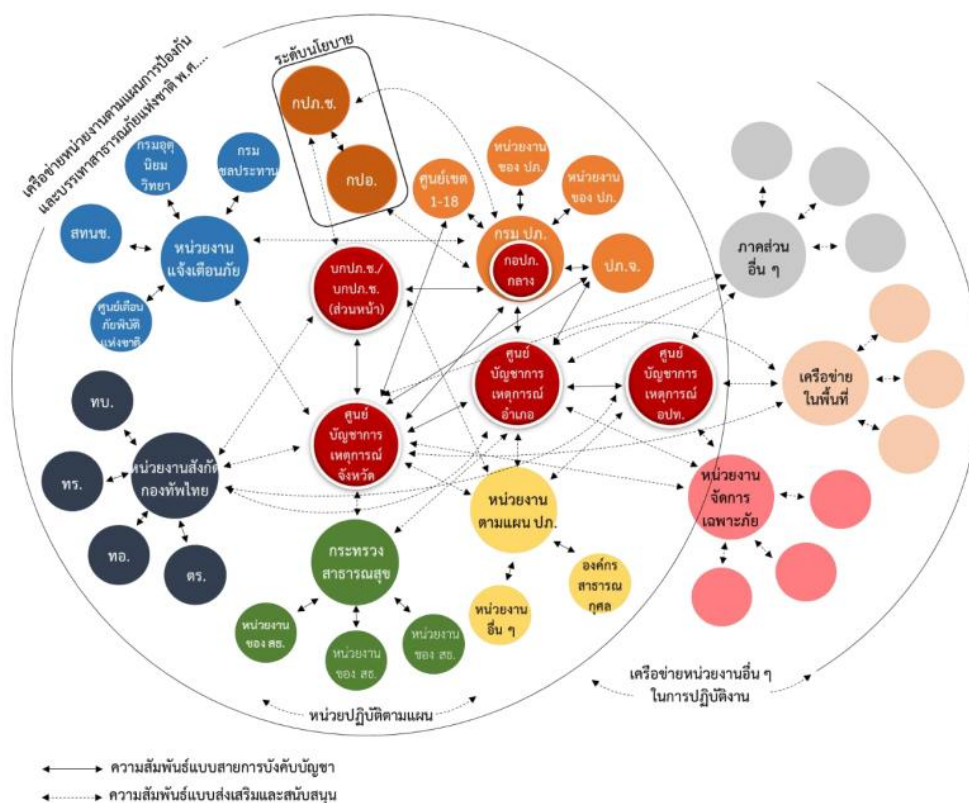 เครือข่ายหน่วยงานตามแผนการป้องกัน
และบรรเทาสาธารณภัยแห่งชาติ พ.ศ....
ระดับนโยบาย
กปภ.ช.
กปอ.
กรมอุตุ
นิยม
วิทยา
กรม
ชลประทาน
สทนช.
หน่วยงาน
แจ้งเตือนภัย
ศูนย์เตือน
ภัยพิบัติ
แห่งชาติ
ศูนย์เขต
1-18
หน่วยงาน
ของ ปภ.
หน่วยงาน
ของ ปภ.
กรม ปภ.
กอปภ.
กลาง
ปภ.จ.
บกปภ.ช./
บกปภ.ช.
(ส่วนหน้า)
ภาคส่วน
อื่น ๆ
ศูนย์
บัญชาการ
เหตุการณ์
อำเภอ
ศูนย์
บัญชาการ
เหตุการณ์
อปท.
เครือข่าย
ในพื้นที่
ศูนย์
บัญชาการ
เหตุการณ์
จังหวัด
ทบ.
ทร.
ทอ.
ตร.
หน่วยงานสังกัด
กองทัพไทย
หน่วยงาน
ตามแผน ปภ.
หน่วยงาน
จัดการ
เฉพาะภัย
กระทรวง
สาธารณสุข
องค์กร
สาธารณ
กุศล
หน่วยงาน
อื่น ๆ
หน่วยงาน
ของ สธ.
หน่วยงาน
ของ สธ.
หน่วยงาน
ของ สธ.
หน่วยปฏิบัติตามแผน
เครือข่ายหน่วยงานอื่น ๆ
ในการปฏิบัติงาน
ความสัมพันธ์แบบสายการบังคับบัญชา
ความสัมพันธ์แบบส่งเสริมและสนับสนุน